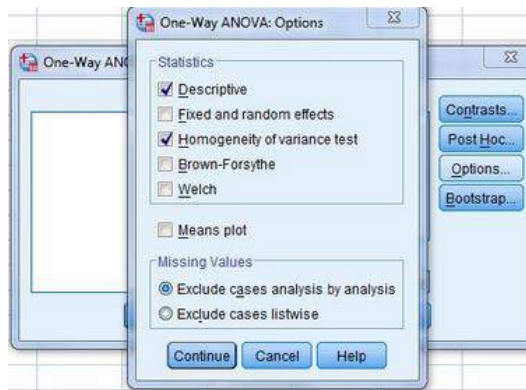 One-Way ANOVA: Options
One-Way AN
Statistics
Descriptive
Fixed and random effects
Homogeneity of variance test
Brown-Forsythe
Welch
Means plot
Missing Values
Exclude cases analysis by analysis
Exclude cases listwise
Continue Cancel Help
Contrasts...
Post Hoc...
Options...
Bootstrap...